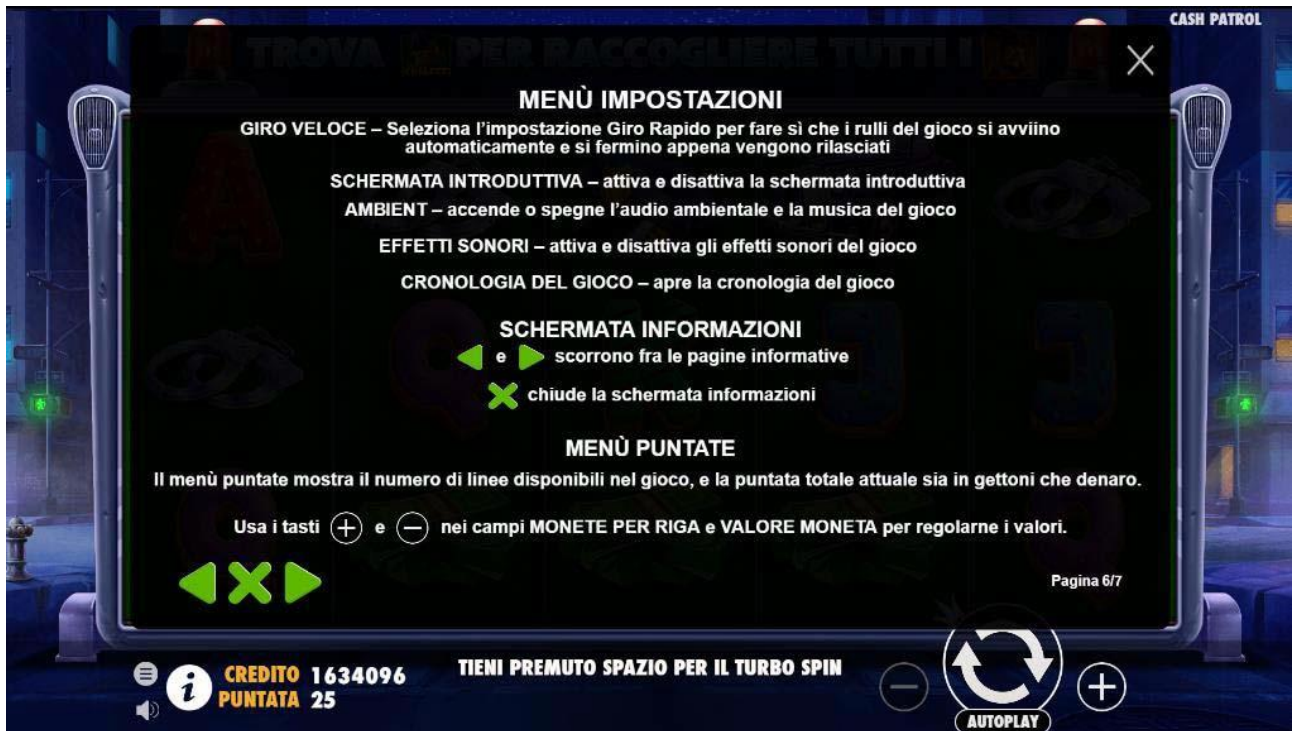 CASH PATROL
TROVA PER RACCOGLIERE TUTTI I
MENÙ IMPOSTAZIONI
GIRO VELOCE – Seleziona l'impostazione Giro Rapido per fare sì che i rulli del gioco si avviino
automaticamente e si fermino appena vengono rilasciati
SCHERMATA INTRODUTTIVA – attiva e disattiva la schermata introduttiva
AMBIENT – accende o spegne l'audio ambientale e la musica del gioco
EFFETTI SONORI – attiva e disattiva gli effetti sonori del gioco
CRONOLOGIA DEL GIOCO – apre la cronologia del gioco
SCHERMATA INFORMAZIONI
e scorrono fra le pagine informative
chiude la schermata informazioni
MENÙ PUNTATE
Il menù puntate mostra il numero di linee disponibili nel gioco, e la puntata totale attuale sia in gettoni che denaro.
Usa i tasti + e − nei campi MONETE PER RIGA e VALORE MONETA per regolarne i valori.
Pagina 6/7
CREDITO 1634096
PUNTATA 25
TIENI PREMUTO SPAZIO PER IL TURBO SPIN
AUTOPLAY